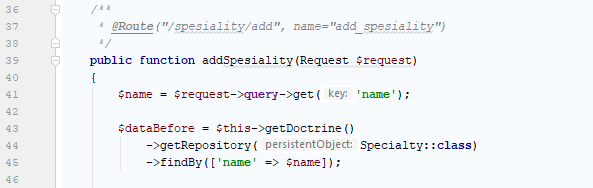 36 /**
37 * @Route("/spesiality/add", name="add_spesiality")
38 */
39 public function addSpesiality(Request $request)
40 {
41 $name = $request->query->get( key: 'name');
42
43 $dataBefore = $this->getDoctrine()
44 ->getRepository( persistentObject: Specialty::class)
45 ->findBy(['name' => $name]);
46